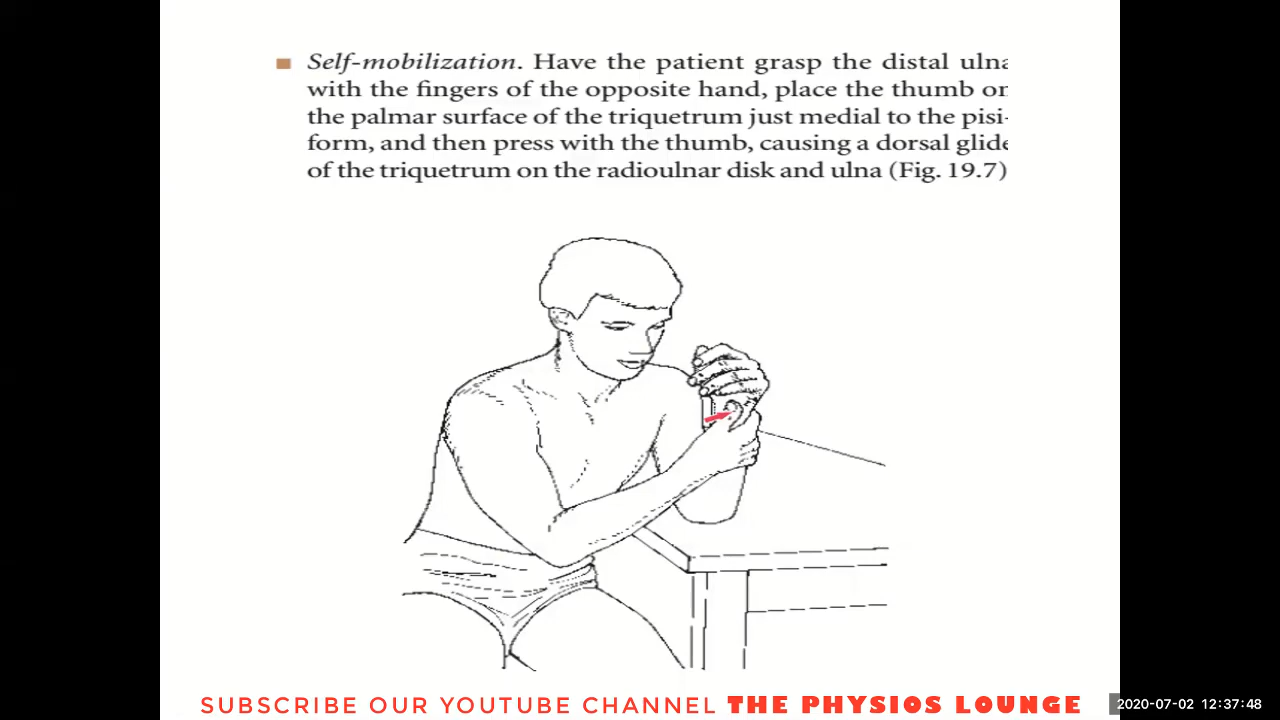 Self-mobilization. Have the patient grasp the distal ulna
with the fingers of the opposite hand, place the thumb on
the palmar surface of the triquetrum just medial to the pisi-
form, and then press with the thumb, causing a dorsal glide
of the triquetrum on the radioulnar disk and ulna (Fig. 19.7)
SUBSCRIBE OUR YOUTUBE CHANNEL THE PHYSIOS LOUNGE
2020-07-02 12:37:48